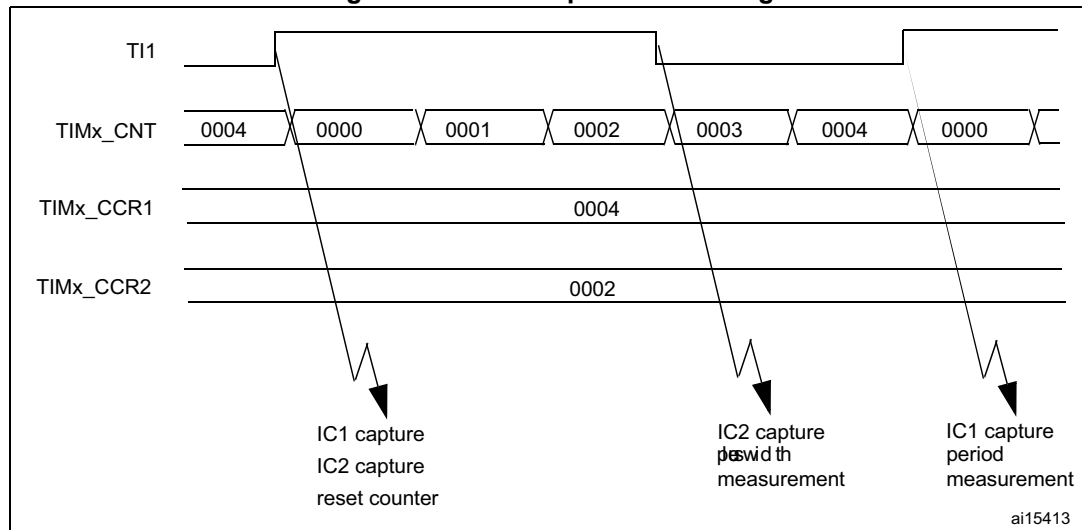 TI1
TIMx_CNT 0004 0000 0001 0002 0003 0004 0000
TIMx_CCR1 0004
TIMx_CCR2 0002
IC1 capture
IC2 capture
reset counter
IC2 capture
measurement
IC1 capture
period
measurement
ai15413